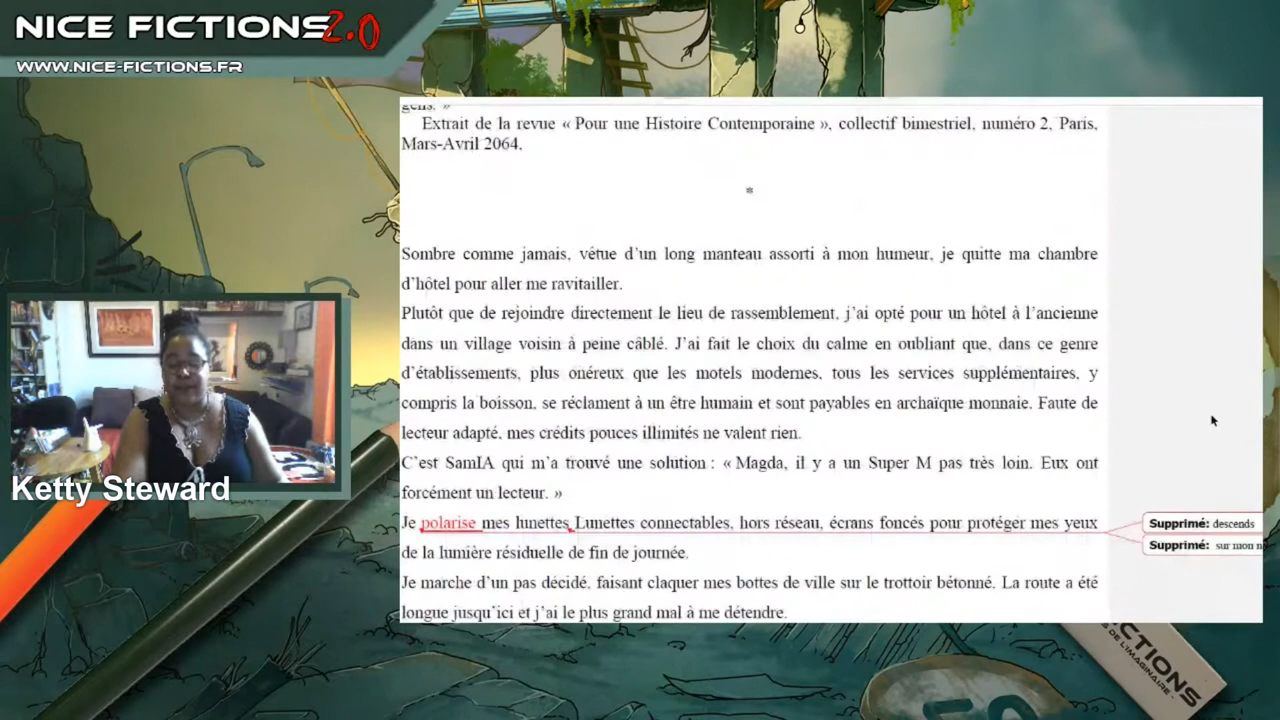 NICE FICTIONS 2.0
WWW.NICE-FICTIONS.FR
gens. »
Extrait de la revue « Pour une Histoire Contemporaine », collectif bimestriel, numéro 2, Paris,
Mars-Avril 2064.
*
Sombre comme jamais, vêtue d’un long manteau assorti à mon humeur, je quitte ma chambre
d’hôtel pour aller me ravitailler.
Plutôt que de rejoindre directement le lieu de rassemblement, j’ai opté pour un hôtel à l’ancienne
dans un village voisin à peine câblé. J’ai fait le choix du calme en oubliant que, dans ce genre
d’établissements, plus onéreux que les motels modernes, tous les services supplémentaires, y
compris la boisson, se réclament à un être humain et sont payables en archaïque monnaie. Faute de
lecteur adapté, mes crédits pouces illimités ne valent rien.
C’est SamIA qui m’a trouvé une solution : « Magda, il y a un Super M pas très loin. Eux ont
forcément un lecteur. »
Je polarise mes lunettes Lunettes connectables, hors réseau, écrans foncés pour protéger mes yeux
de la lumière résiduelle de fin de journée.
Je marche d’un pas décidé, faisant claquer mes bottes de ville sur le trottoir bétonné. La route a été
longue jusqu’ici et j’ai le plus grand mal à me détendre.
Supprimé: descends
Supprimé: sur mon n
Ketty Steward
CTIONS
DE L'IMAGINAIRE